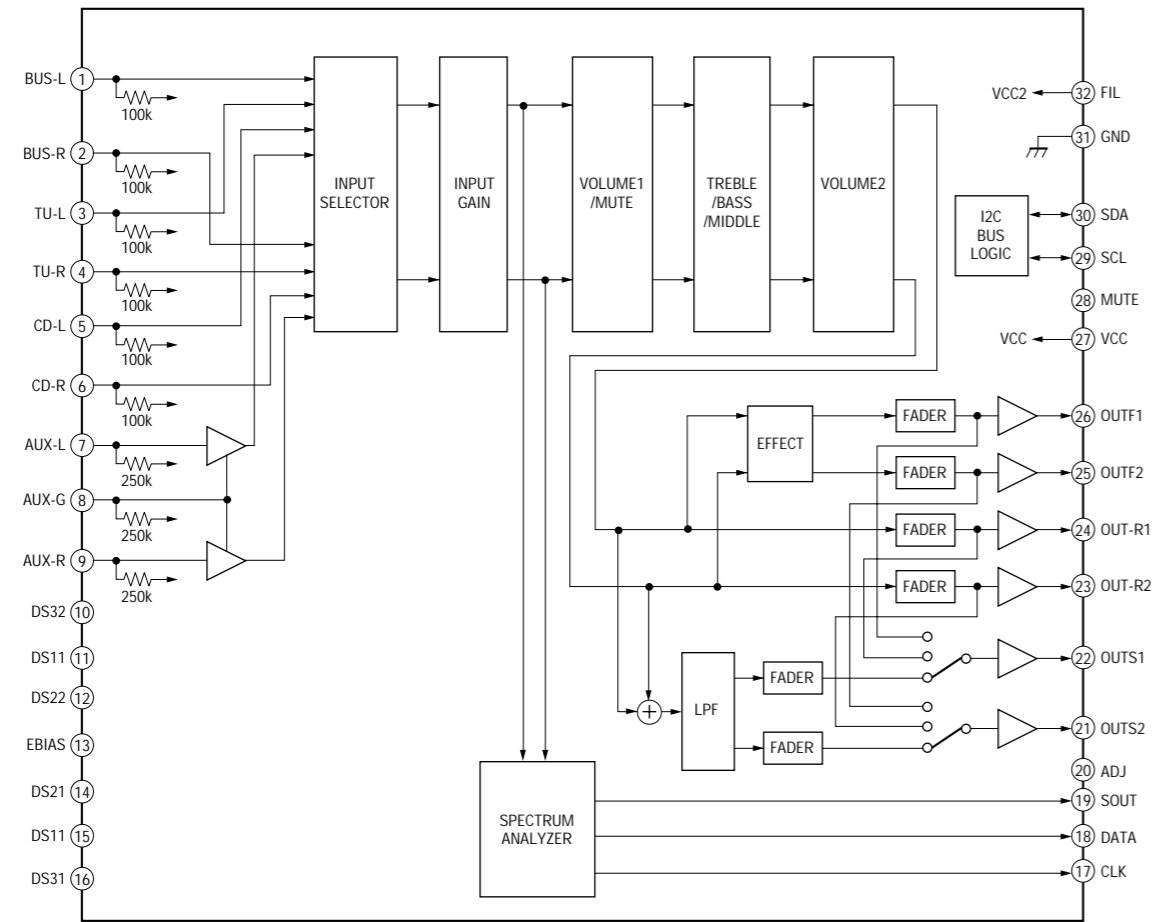 BUS-L 1
100k
BUS-R 2
100k
TU-L 3
100k
TU-R 4
100k
CD-L 5
100k
CD-R 6
100k
AUX-L 7
250k
AUX-G 8
250k
AUX-R 9
250k
DS32 10
DS11 11
DS22 12
EBIAS 13
DS21 14
DS11 15
DS31 16
INPUT
SELECTOR
INPUT
GAIN
VOLUME1
/MUTE
TREBLE
/BASS
/MIDDLE
VOLUME2
EFFECT
FADER
FADER
FADER
FADER
LPF
FADER
FADER
SPECTRUM
ANALYZER
VCC2 32 FIL
31 GND
I2C
BUS
LOGIC
30 SDA
29 SCL
28 MUTE
VCC 27 VCC
26 OUTF1
25 OUTF2
24 OUT-R1
23 OUT-R2
22 OUTS1
21 OUTS2
20 ADJ
19 SOUT
18 DATA
17 CLK